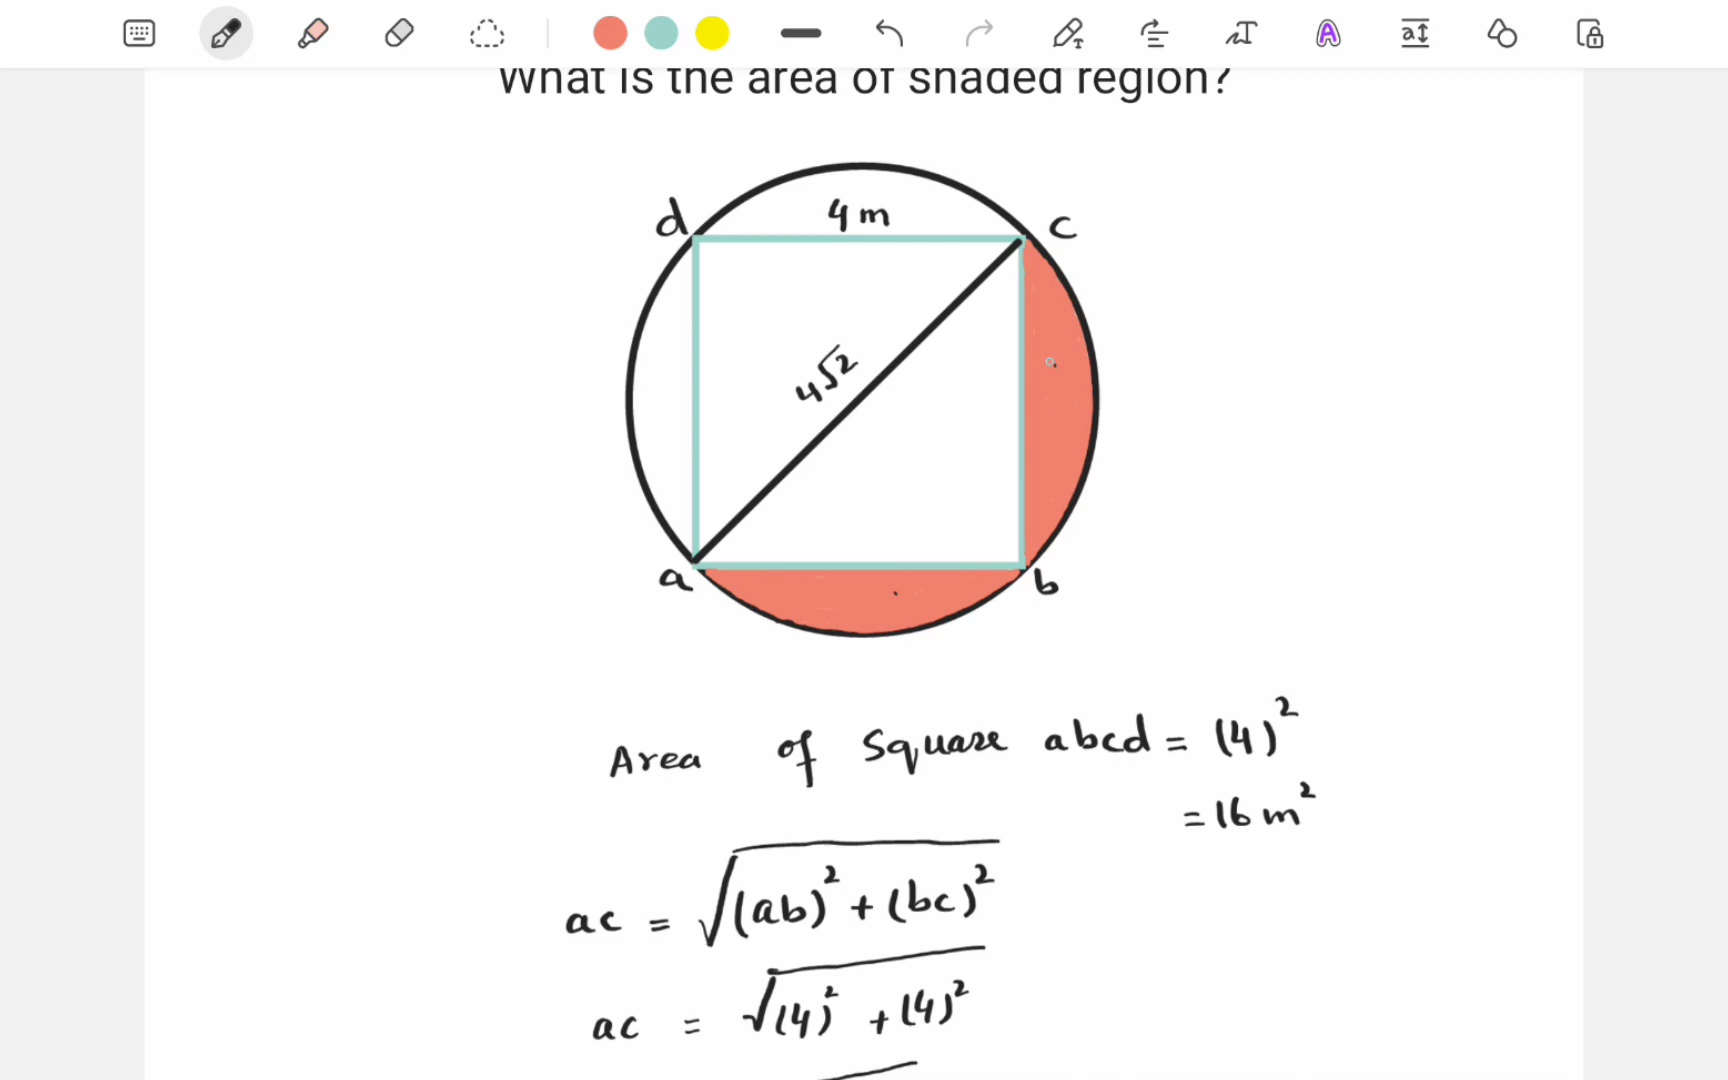 What is the area of shaded region?
d
4 m
c
4√2
a
b
Area of Square abcd = (4)²
= 16 m²
ac = √(ab)² + (bc)²
ac = √(4)² + (4)²